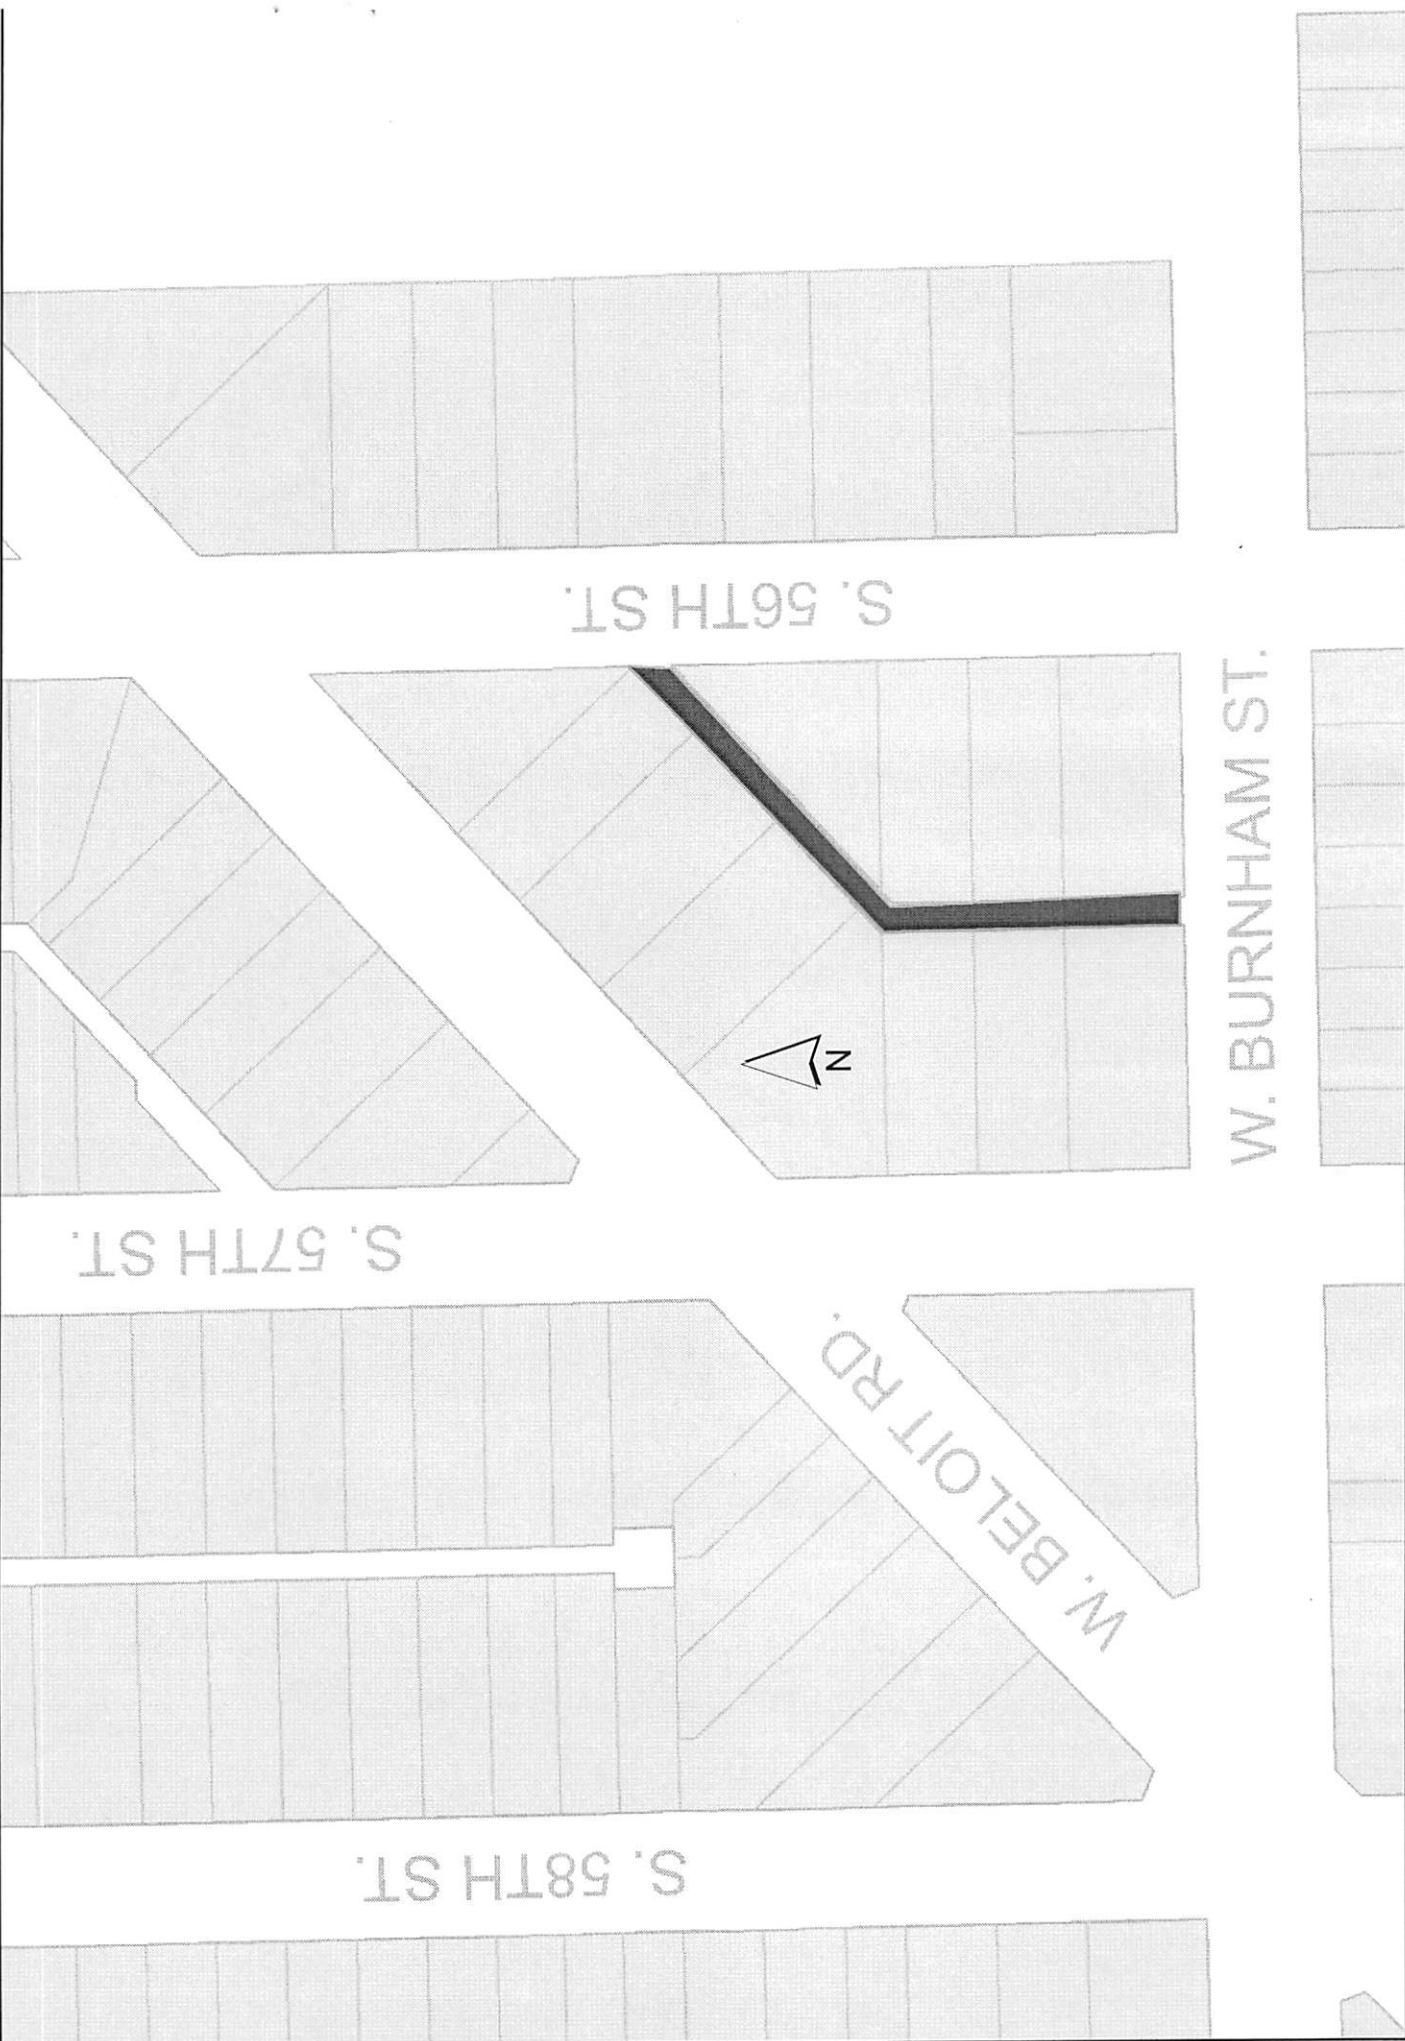 S. 56TH ST.
W. BURNHAM ST.
N
S. 57TH ST.
W. BELOIT RD.
S. 58TH ST.